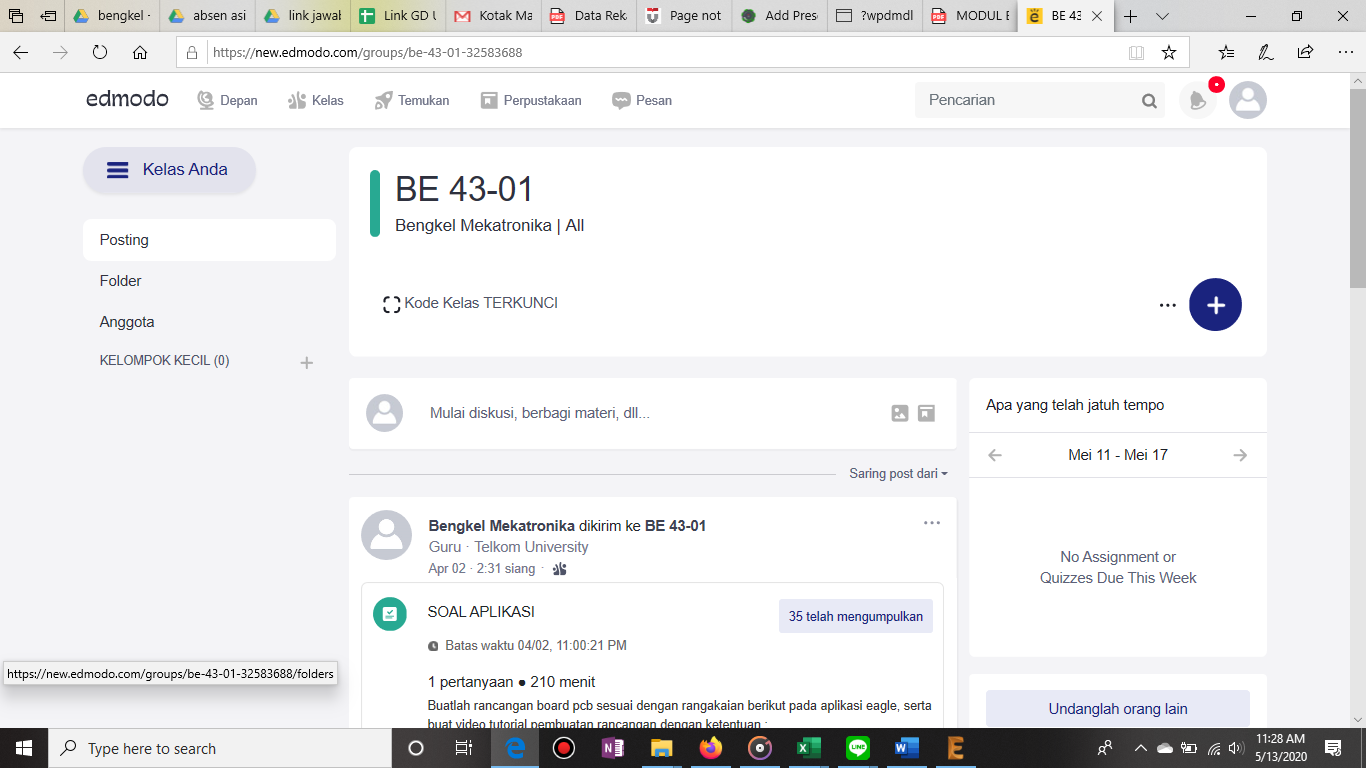 bengkel -
absen asi
link jawal
Link GD U
Kotak Ma
Data Reka
Page not
Add Pres
?wpdmdl
MODUL E
BE 43
https://new.edmodo.com/groups/be-43-01-32583688
edmodo
Depan
Kelas
Temukan
Perpustakaan
Pesan
Pencarian
Kelas Anda
Posting
Folder
Anggota
KELOMPOK KECIL (0)
BE 43-01
Bengkel Mekatronika | All
Kode Kelas TERKUNCI
Mulai diskusi, berbagi materi, dll...
Saring post dari
Bengkel Mekatronika dikirim ke BE 43-01
Guru · Telkom University
Apr 02 · 2:31 siang ·
SOAL APLIKASI
35 telah mengumpulkan
Batas waktu 04/02, 11:00:21 PM
1 pertanyaan ● 210 menit
Buatlah rancangan board pcb sesuai dengan rangakaian berikut pada aplikasi eagle, serta
buat video tutorial pembuatan rancangan dengan ketentuan :
Apa yang telah jatuh tempo
Mei 11 - Mei 17
No Assignment or
Quizzes Due This Week
Undanglah orang lain
https://new.edmodo.com/groups/be-43-01-32583688/folders
Type here to search
11:28 AM
5/13/2020